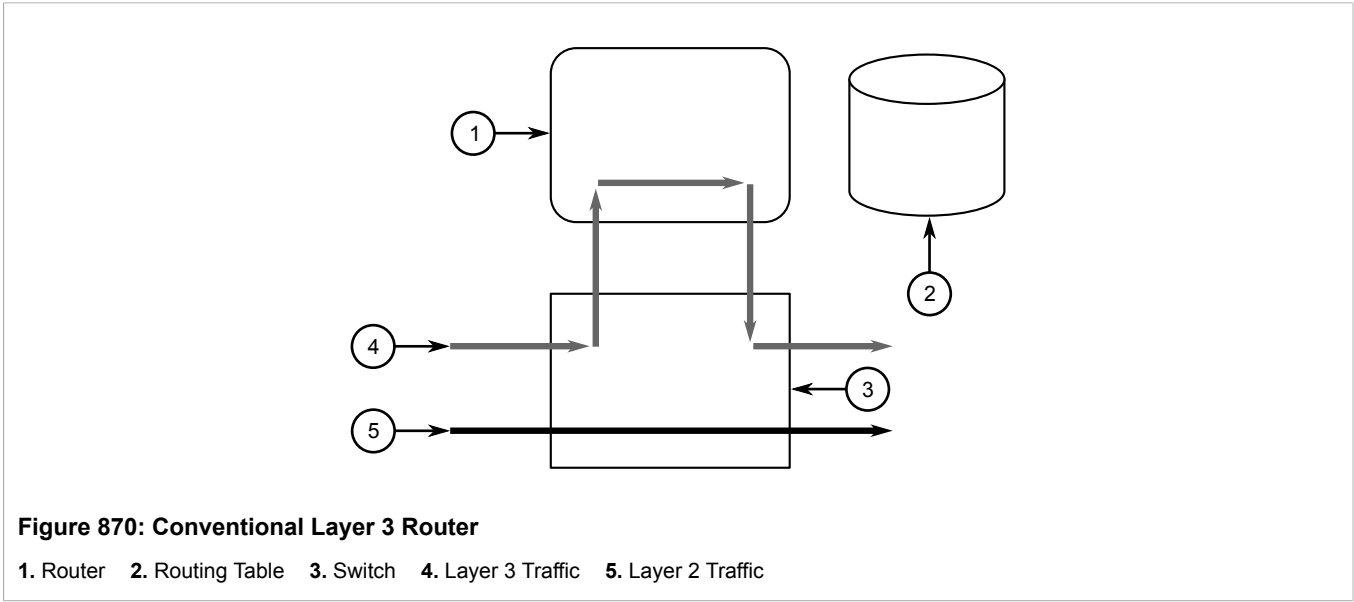 1
2
4
3
5
Figure 870: Conventional Layer 3 Router
1. Router 2. Routing Table 3. Switch 4. Layer 3 Traffic 5. Layer 2 Traffic